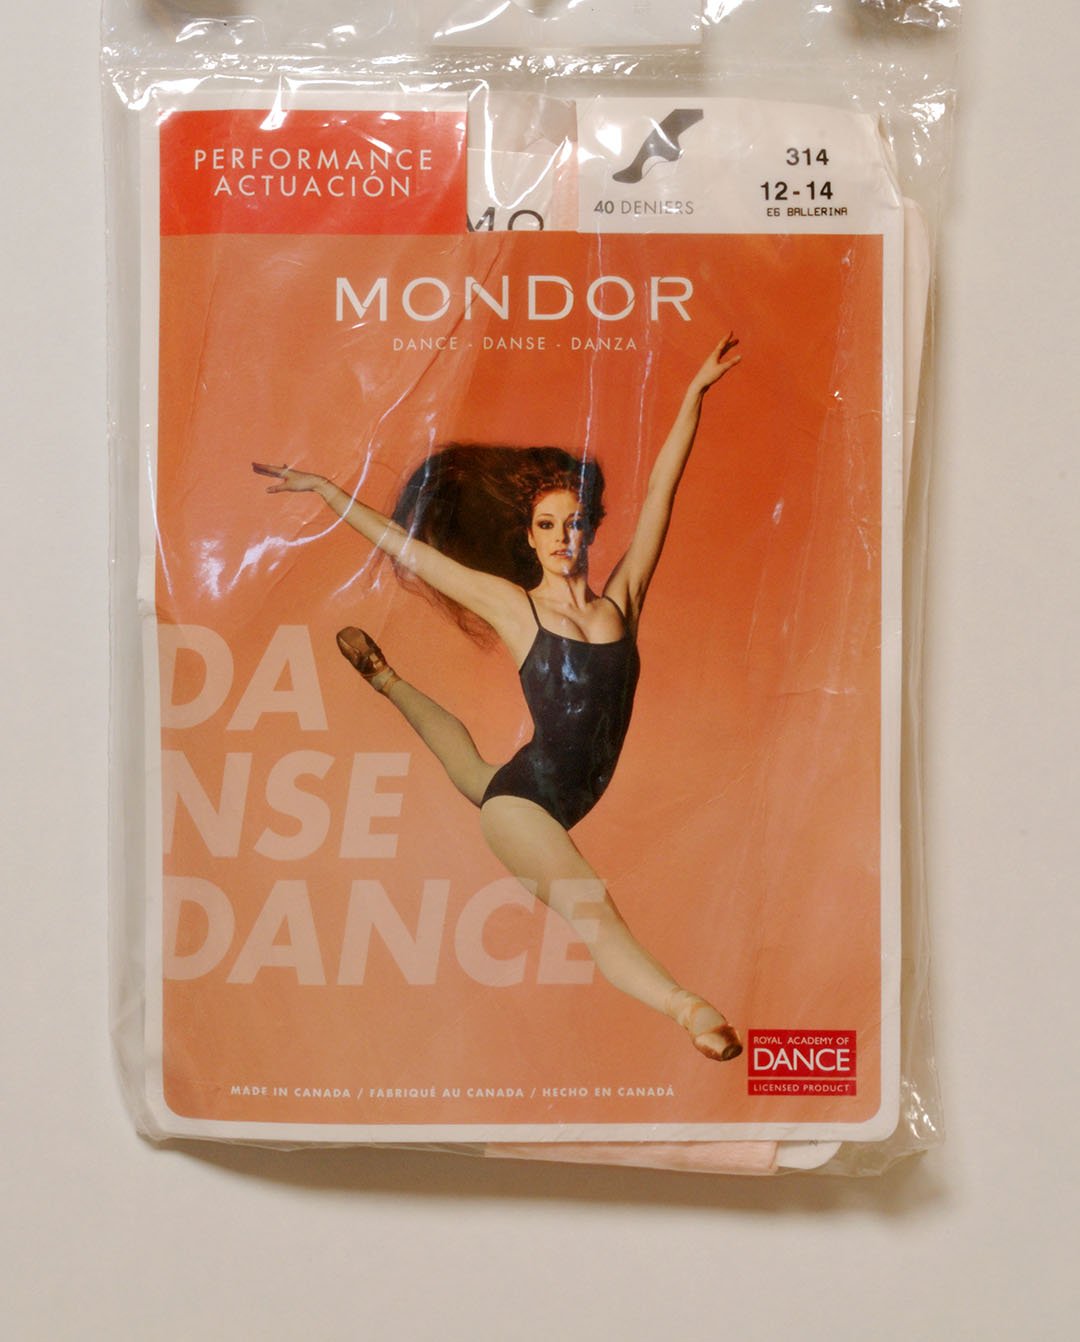 PERFORMANCE
ACTUACIÓN
40 DENIERS
314
12-14
E6 BALLERINA
MO
MONDOR
DANCE - DANSE - DANZA
DA
NSE
DANCE
ROYAL ACADEMY OF
DANCE
LICENSED PRODUCT
MADE IN CANADA / FABRIQUÉ AU CANADA / HECHO EN CANADÁ